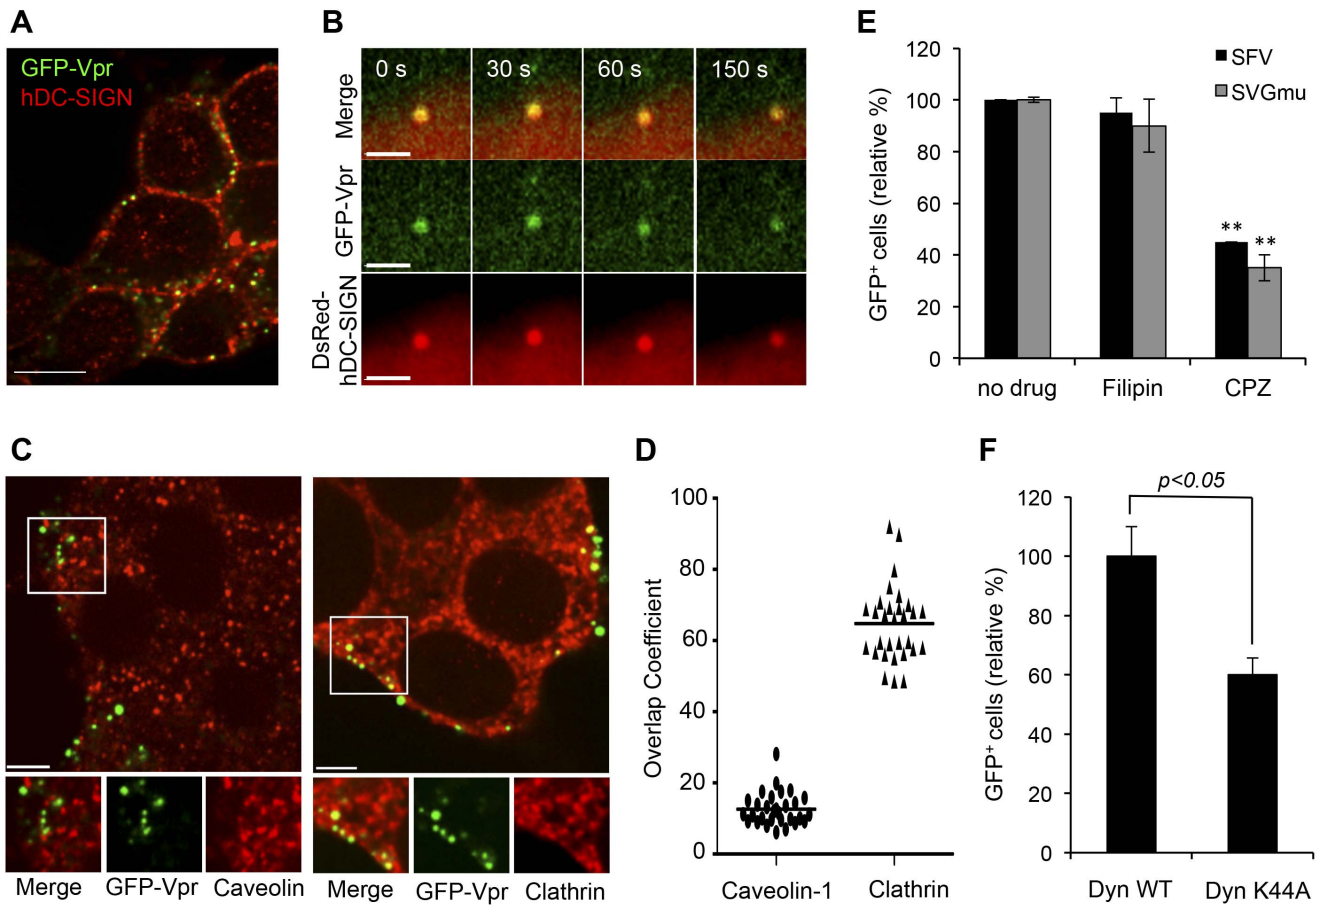 A
GFP-Vpr
hDC-SIGN
B
0 s 30 s 60 s 150 s
Merge
GFP-Vpr
DsRed-
hDC-SIGN
C
Merge GFP-Vpr Caveolin
Merge GFP-Vpr Clathrin
D
Overlap Coefficient
100
80
60
40
20
0
Caveolin-1 Clathrin
E
GFP⁺ cells (relative %)
120
100
80
60
40
20
0
SFV
SVGmu
** **
no drug Filipin CPZ
F
p<0.05
GFP⁺ cells (relative %)
120
100
80
60
40
20
0
Dyn WT Dyn K44A